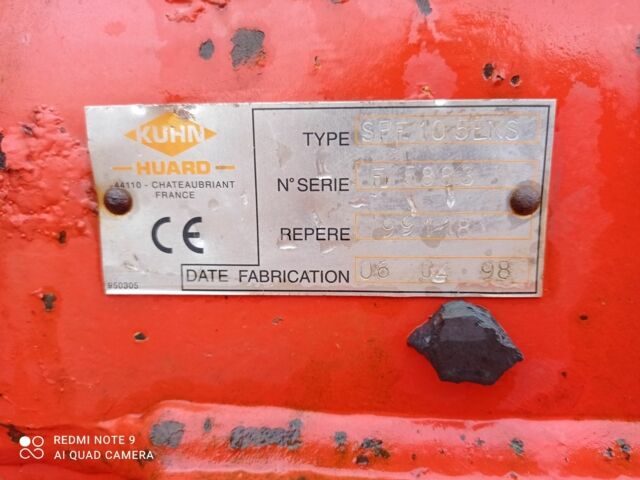 KUHN
HUARD
44110 - CHATEAUBRIANT
FRANCE
CE
950305
TYPE
N° SERIE
REPERE
DATE FABRICATION 06 04 98
REDMI NOTE 9
AI QUAD CAMERA